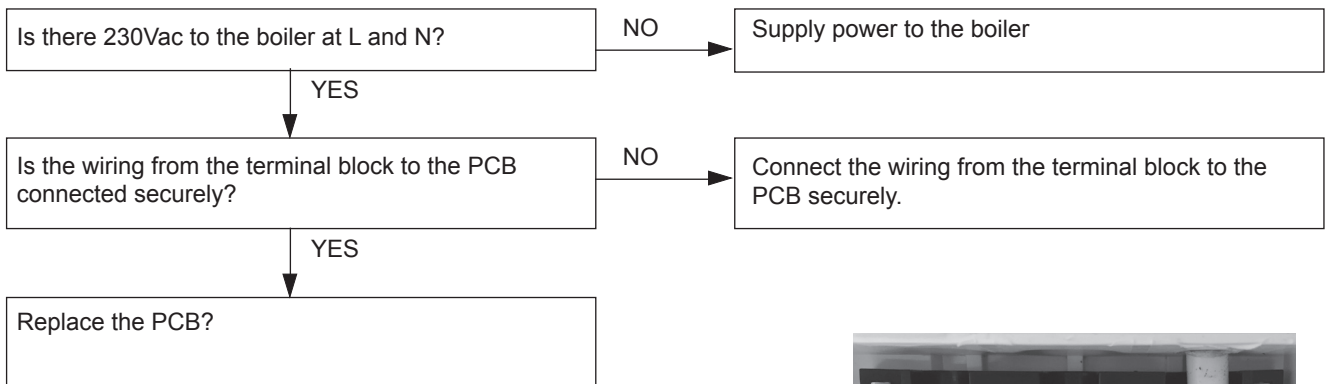 Is there 230Vac to the boiler at L and N?
NO
Supply power to the boiler
YES
Is the wiring from the terminal block to the PCB
connected securely?
NO
Connect the wiring from the terminal block to the
PCB securely.
YES
Replace the PCB?